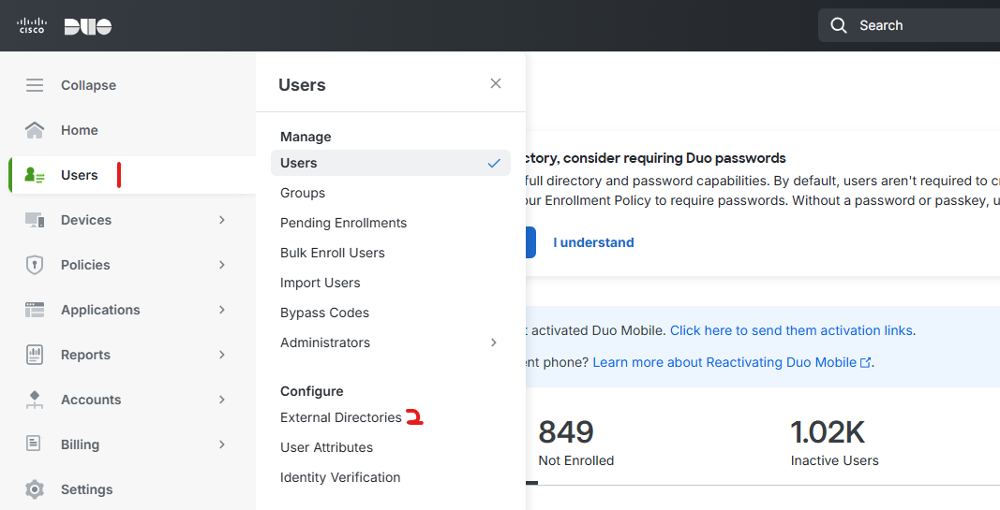 CISCO DUO
Search
Collapse
Home
Users
Devices
Policies
Applications
Reports
Accounts
Billing
Settings
Users
Manage
Users
Groups
Pending Enrollments
Bulk Enroll Users
Import Users
Bypass Codes
Administrators
Configure
External Directories 2
User Attributes
Identity Verification
ctory, consider requiring Duo passwords
full directory and password capabilities. By default, users aren't required to c
our Enrollment Policy to require passwords. Without a password or passkey, u
I understand
t activated Duo Mobile. Click here to send them activation links.
ent phone? Learn more about Reactivating Duo Mobile.
849
Not Enrolled
1.02K
Inactive Users